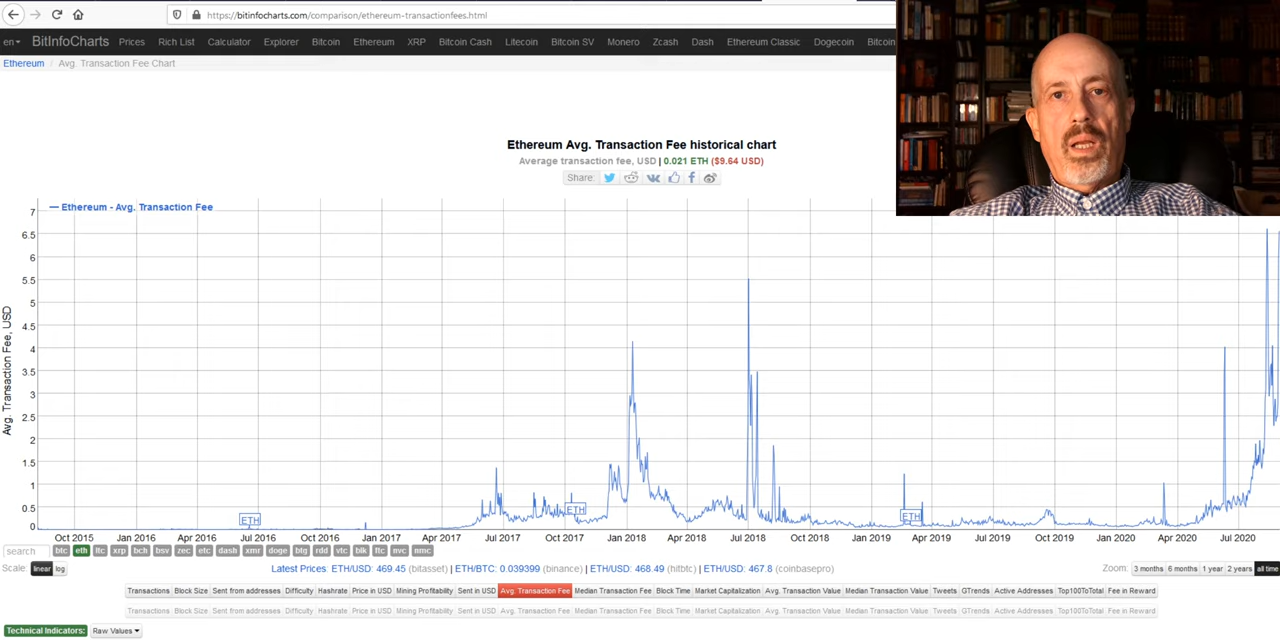 https://bitinfocharts.com/comparison/ethereum-transactionfees.html
en BitInfoCharts Prices Rich List Calculator Explorer Bitcoin Ethereum XRP Bitcoin Cash Litecoin Bitcoin SV Monero Zcash Dash Ethereum Classic Dogecoin Bitcoin
Ethereum / Avg. Transaction Fee Chart
Ethereum Avg. Transaction Fee historical chart
Average transaction fee, USD | 0.021 ETH ($9.64 USD)
Share:
Ethereum - Avg. Transaction Fee
7
6.5
6
5.5
5
4.5
4
3.5
3
2.5
2
1.5
1
0.5
0
Avg. Transaction Fee, USD
ETH
ETH
ETH
Oct 2015 Jan 2016 Apr 2016 Jul 2016 Oct 2016 Jan 2017 Apr 2017 Jul 2017 Oct 2017 Jan 2018 Apr 2018 Jul 2018 Oct 2018 Jan 2019 Apr 2019 Jul 2019 Oct 2019 Jan 2020 Apr 2020 Jul 2020
search btc eth ltc xrp bch bsv zec etc dash xmr doge btg rdd vtc blk ftc nvc nmc
Scale: linear log
Latest Prices: ETH/USD: 469.45 (bitasset) | ETH/BTC: 0.039399 (binance) | ETH/USD: 468.49 (hitbtc) | ETH/USD: 467.8 (coinbasepro)
Zoom: 3 months 6 months 1 year 2 years all time
Transactions Block Size Sent from addresses Difficulty Hashrate Price in USD Mining Profitability Sent in USD Avg. Transaction Fee Median Transaction Fee Block Time Market Capitalization Avg. Transaction Value Median Transaction Value Tweets GTrends Active Addresses Top100ToTotal Fee in Reward
Transactions Block Size Sent from addresses Difficulty Hashrate Price in USD Mining Profitability Sent in USD Avg. Transaction Fee Median Transaction Fee Block Time Market Capitalization Avg. Transaction Value Median Transaction Value Tweets GTrends Active Addresses Top100ToTotal Fee in Reward
Technical Indicators: Raw Values